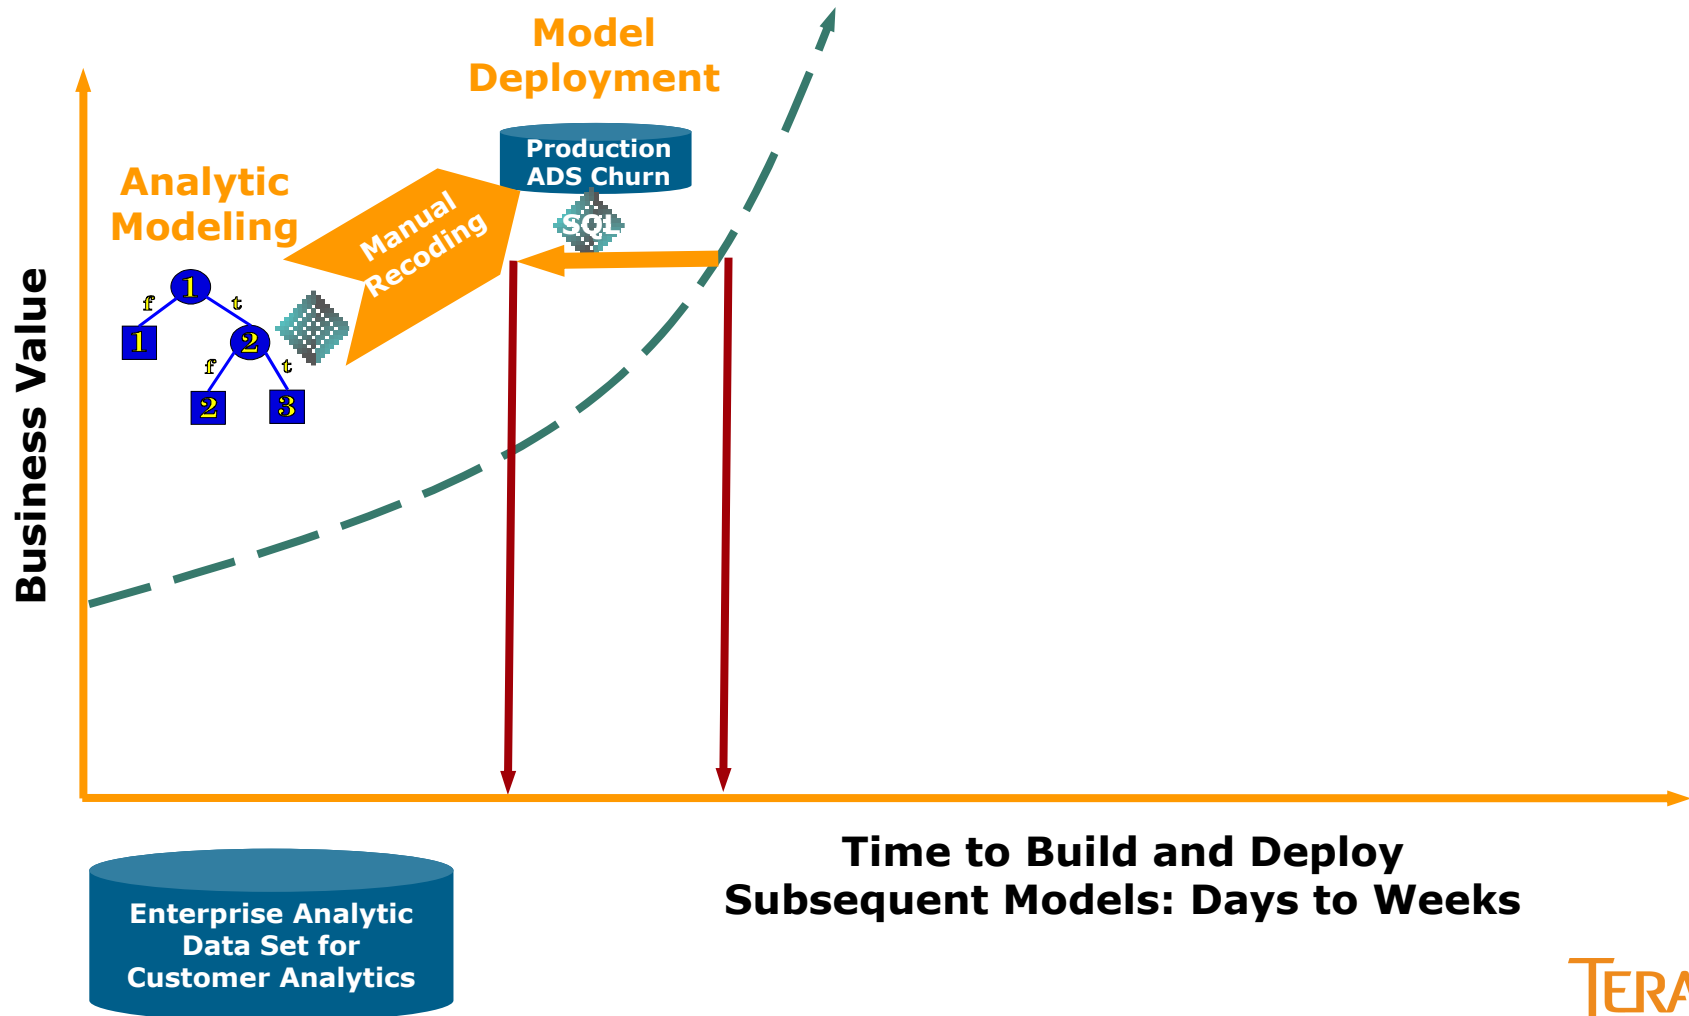 Model
Deployment
Production
ADS Churn
SQL
Analytic
Modeling
Manual
Recoding
1
f
t
1
2
f
t
2
3
Business Value
Time to Build and Deploy
Subsequent Models: Days to Weeks
Enterprise Analytic
Data Set for
Customer Analytics
TERA